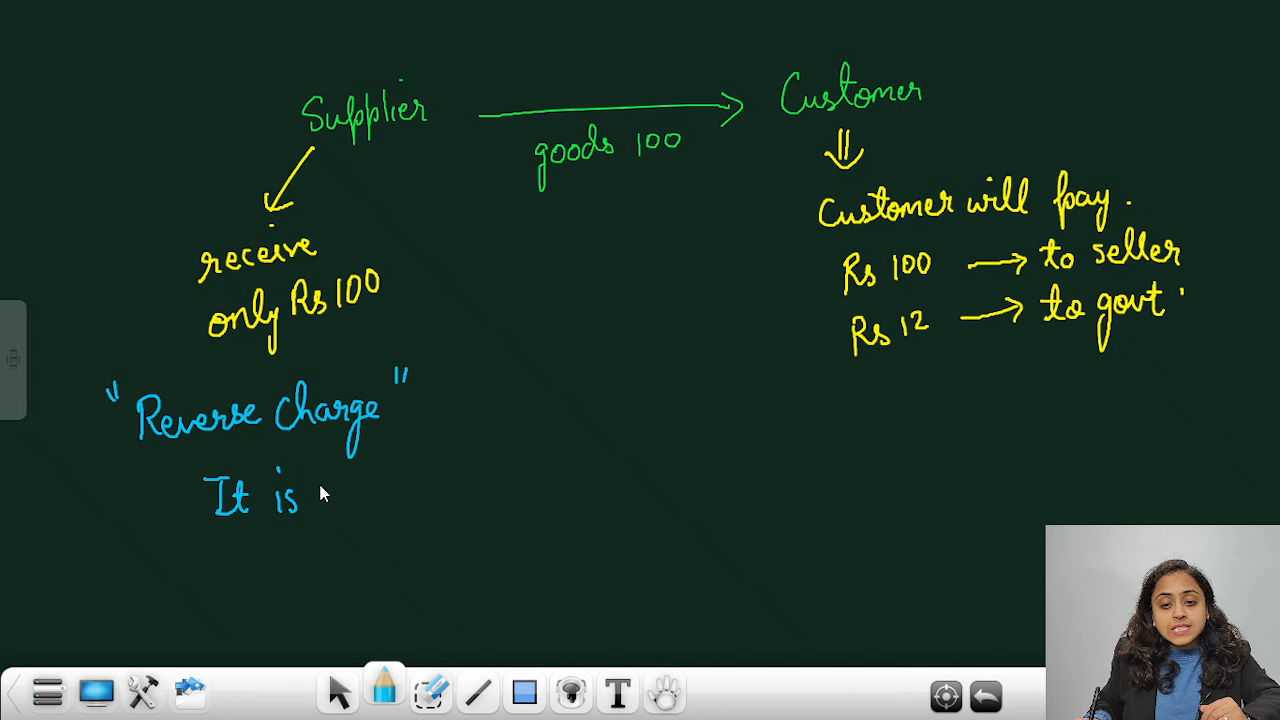 Supplier
Customer
goods 100
receive
only Rs 100
Customer will pay.
Rs 100 → to seller
Rs 12 → to govt
"Reverse Charge"
It is
T